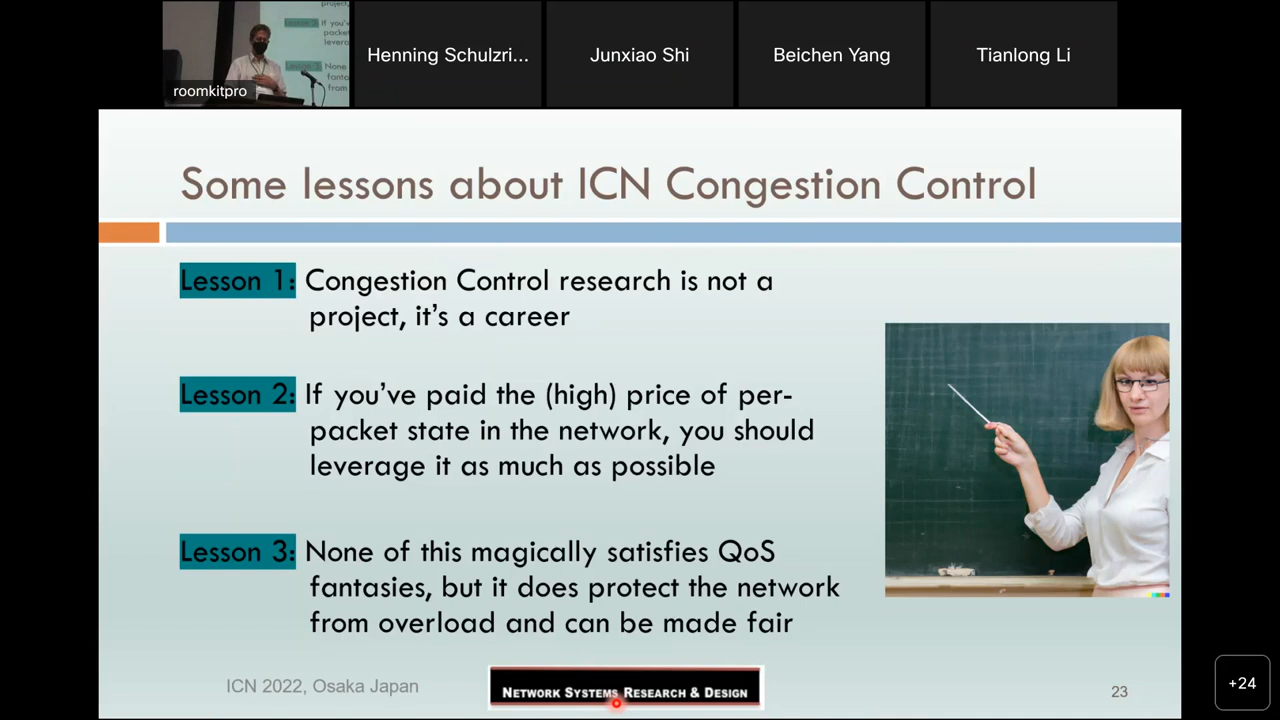 roomkitpro
Henning Schulzri...
Junxiao Shi
Beichen Yang
Tianlong Li
Some lessons about ICN Congestion Control
Lesson 1: Congestion Control research is not a
project, it’s a career
Lesson 2: If you’ve paid the (high) price of per-
packet state in the network, you should
leverage it as much as possible
Lesson 3: None of this magically satisfies QoS
fantasies, but it does protect the network
from overload and can be made fair
ICN 2022, Osaka Japan
NETWORK SYSTEMS RESEARCH & DESIGN
23
+24